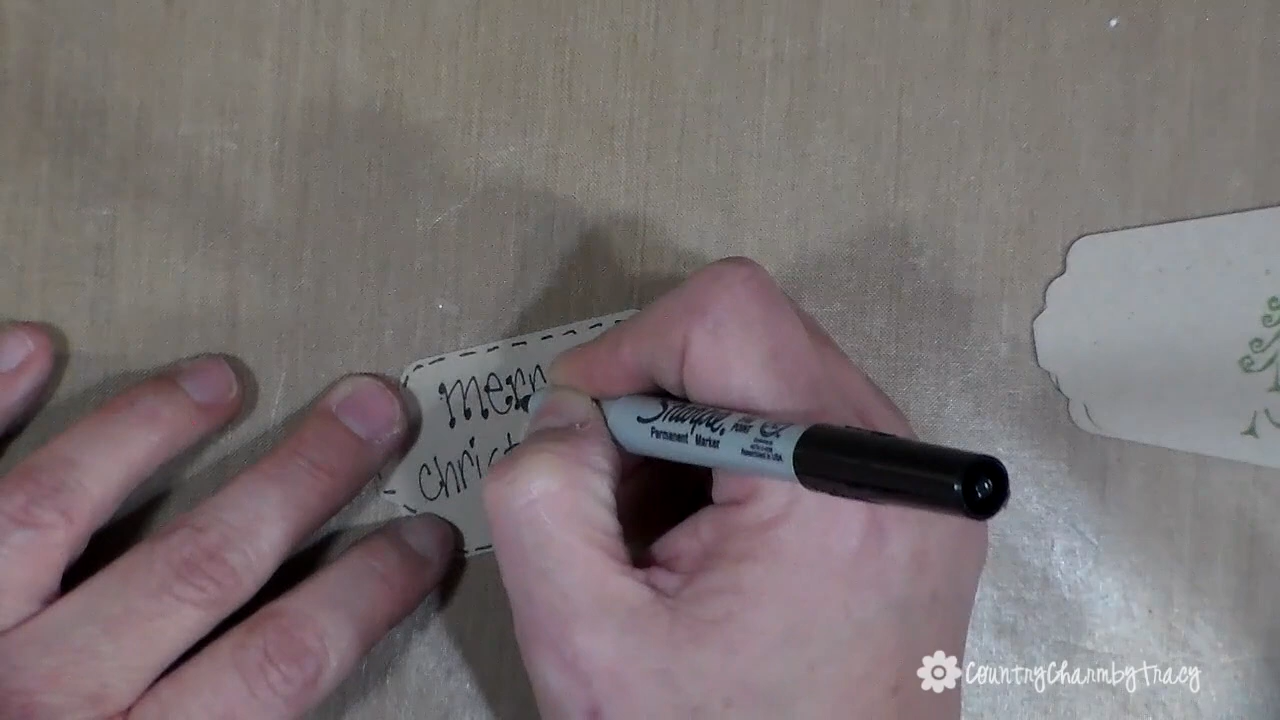 merr
christ
Sharpie.
Permanent Marker
CountryCharmbyTracy